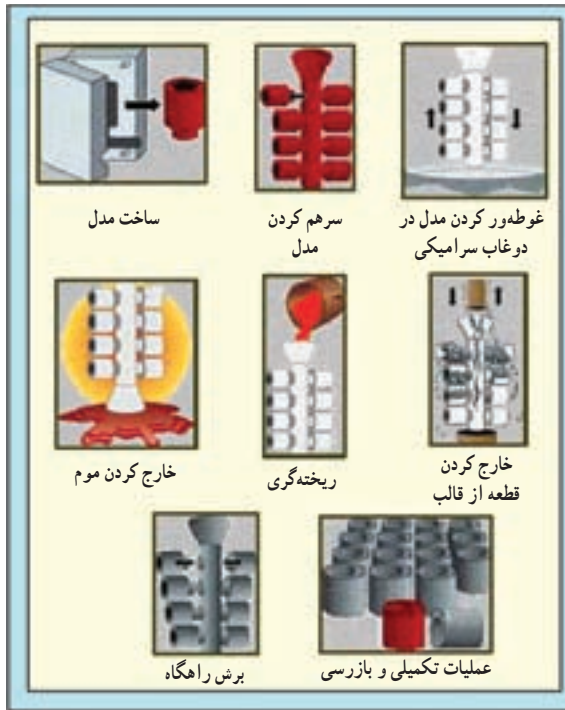 ساخت مدل
سرهم کردن
مدل
غوطه‌ور کردن مدل در
دوغاب سرامیکی
خارج کردن موم
ریخته‌گری
خارج کردن
قطعه از قالب
برش راهگاه
عملیات تکمیلی و بازرسی